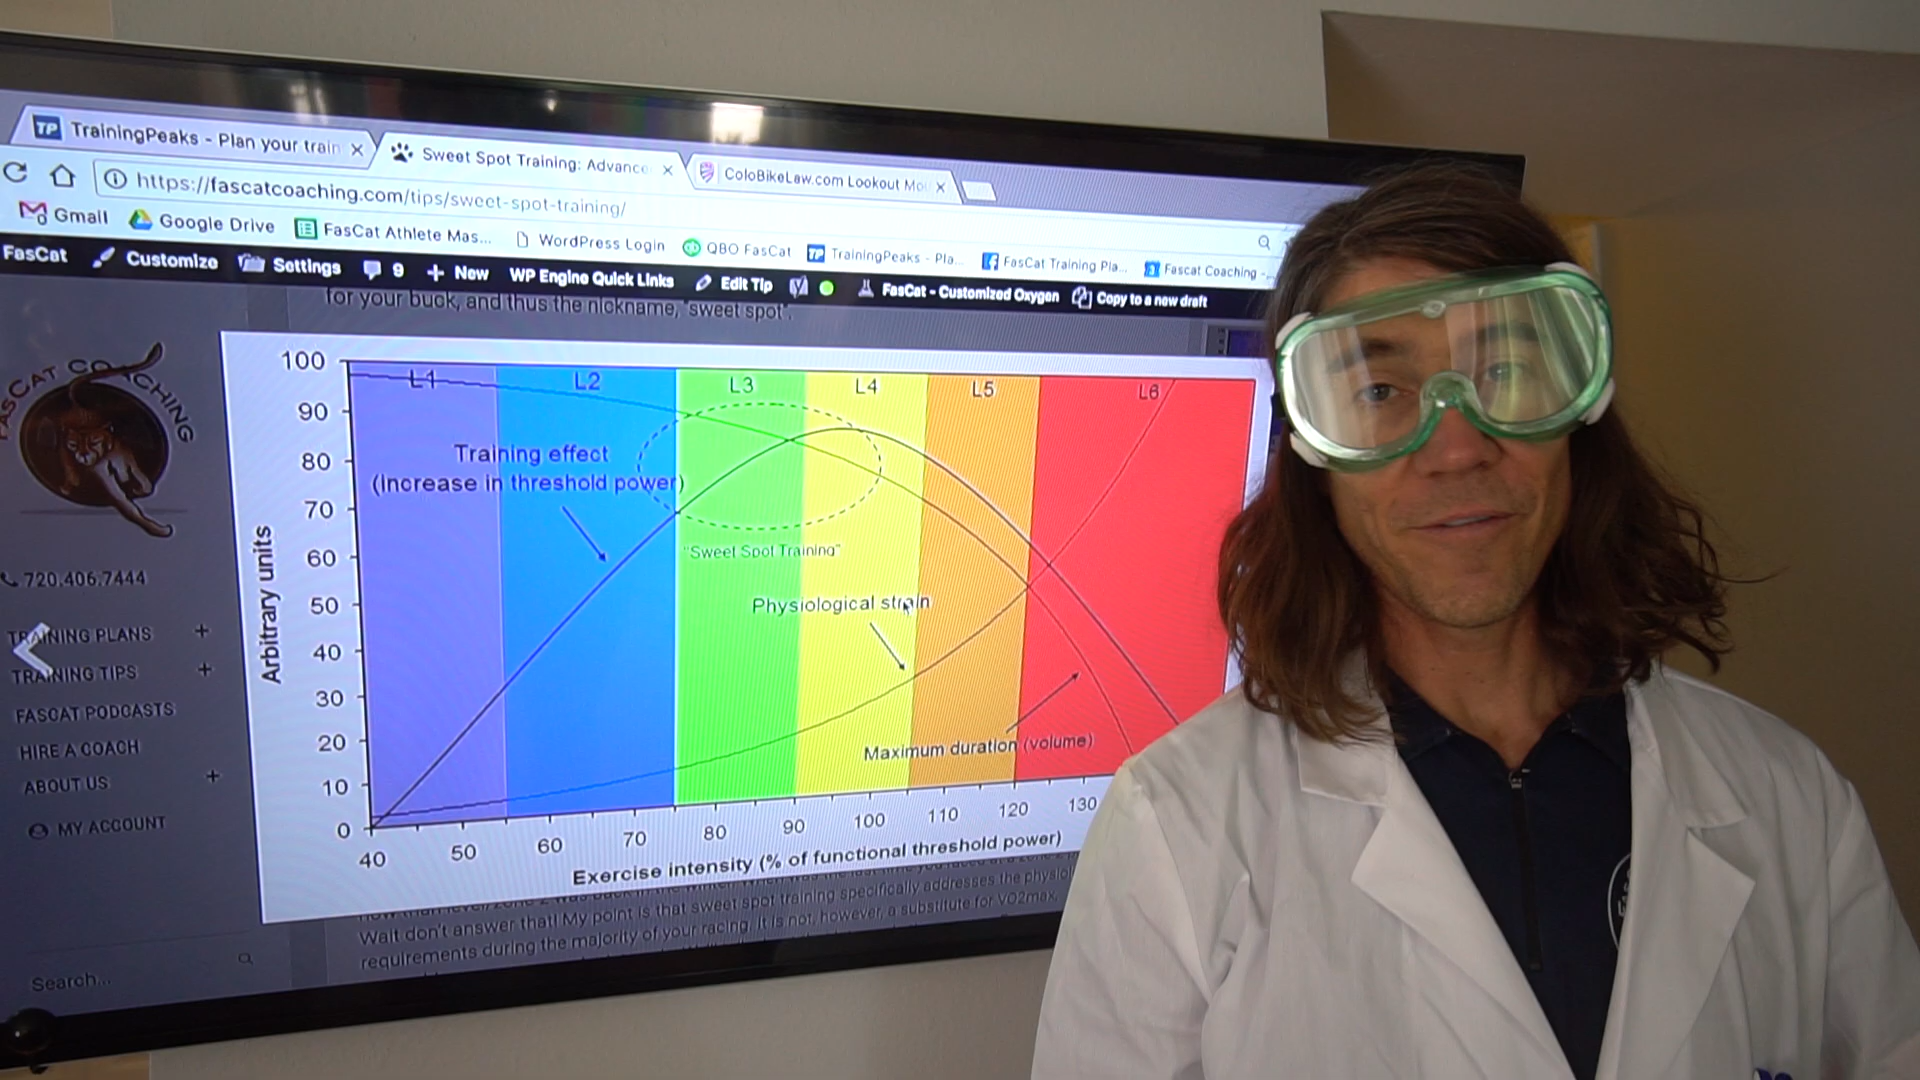 TP TrainingPeaks - Plan your train
Sweet Spot Training: Advance
ColoBikeLaw.com Lookout Mo
https://fascatcoaching.com/tips/sweet-spot-training/
Gmail Google Drive FasCat Athlete Mas... WordPress Login QBO FasCat TP TrainingPeaks - Pla... FasCat Training Pla... Fascat Coaching -...
FasCat Customize Settings 9 + New WP Engine Quick Links Edit Tip FasCat - Customized Oxygen Copy to a new draft
for your buck, and thus the nickname, "sweet spot".
FASCAT COACHING
720.406.7444
TRAINING PLANS +
TRAINING TIPS +
FASCAT PODCASTS
HIRE A COACH
ABOUT US +
MY ACCOUNT
Search...
Arbitrary units
100
90
80
70
60
50
40
30
20
10
0
L1 L2 L3 L4 L5 L6
Training effect
(Increase in threshold power)
"Sweet Spot Training"
Physiological strain
Maximum duration (volume)
40 50 60 70 80 90 100 110 120 130
Exercise intensity (% of functional threshold power)
Wait don't answer that! My point is that sweet spot training specifically addresses the physiol
requirements during the majority of your racing. It is not, however, a substitute for VO2max,